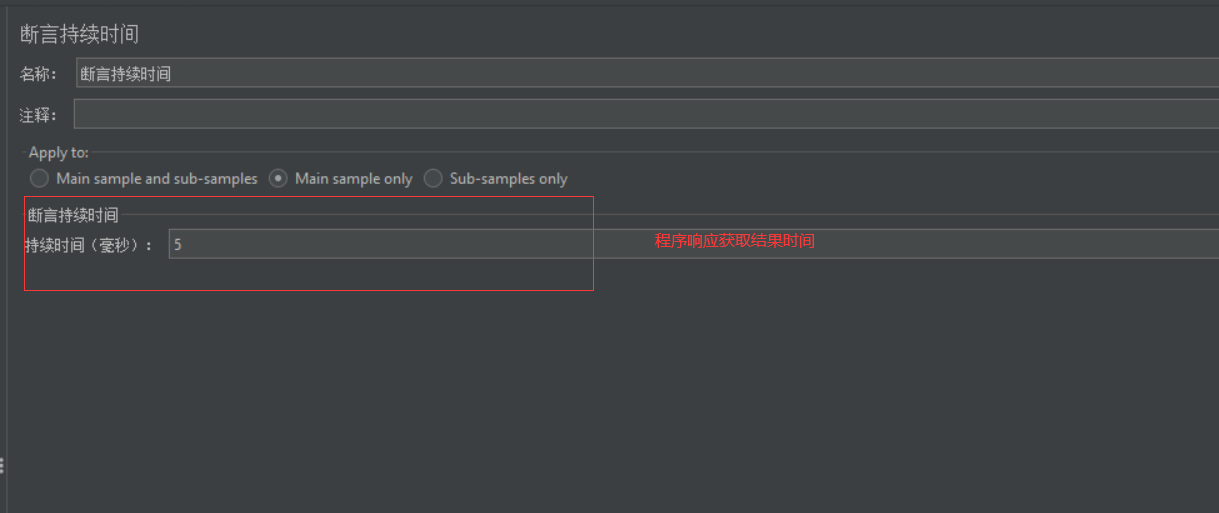 断言持续时间
名称： 断言持续时间
注释：
Apply to:
Main sample and sub-samples Main sample only Sub-samples only
断言持续时间
持续时间（毫秒）： 5 程序响应获取结果时间